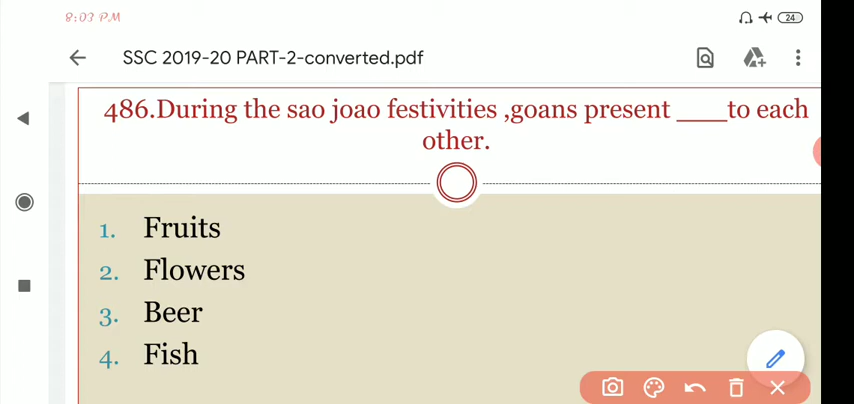 8:03 PM
24
SSC 2019-20 PART-2-converted.pdf
486.During the sao joao festivities ,goans present ____to each
other.
1. Fruits
2. Flowers
3. Beer
4. Fish